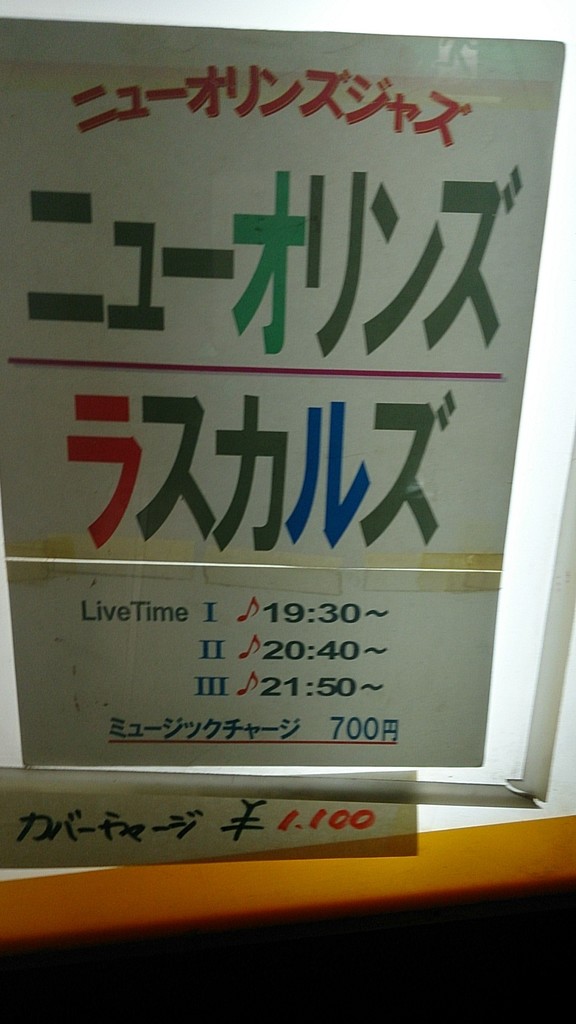 ニューオリンズジャズ
ニューオリンズ
ラスカルズ
LiveTime Ⅰ ♪19:30～
Ⅱ ♪20:40～
Ⅲ ♪21:50～
ミュージックチャージ 700円
カバーチャージ ¥1.100